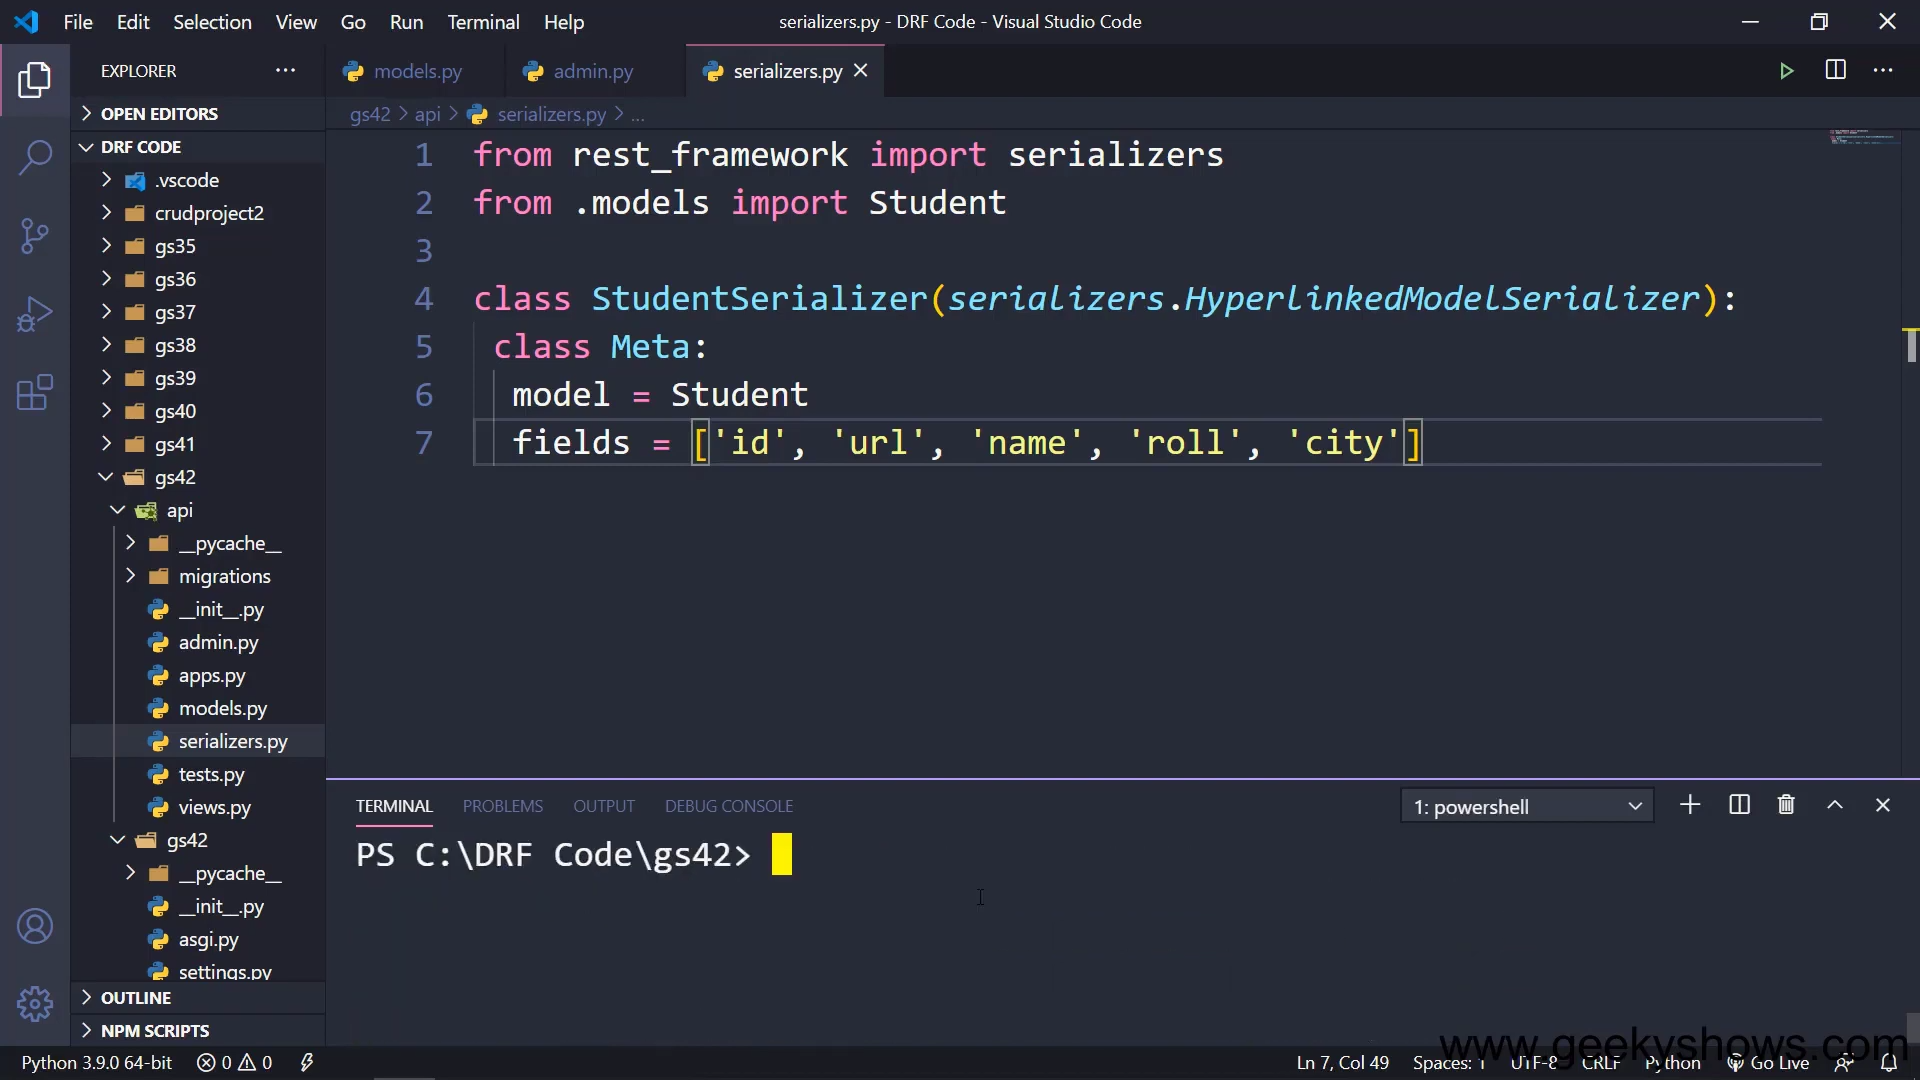 File Edit Selection View Go Run Terminal Help
serializers.py - DRF Code - Visual Studio Code
EXPLORER
OPEN EDITORS
DRF CODE
.vscode
crudproject2
gs35
gs36
gs37
gs38
gs39
gs40
gs41
gs42
api
__pycache__
migrations
__init__.py
admin.py
apps.py
models.py
serializers.py
tests.py
views.py
gs42
__pycache__
__init__.py
asgi.py
settings.py
OUTLINE
NPM SCRIPTS
models.py admin.py serializers.py
gs42 > api > serializers.py > ...
1 from rest_framework import serializers
2 from .models import Student
3
4 class StudentSerializer(serializers.HyperlinkedModelSerializer):
5 class Meta:
6 model = Student
7 fields = ['id', 'url', 'name', 'roll', 'city']
TERMINAL PROBLEMS OUTPUT DEBUG CONSOLE
1: powershell
PS C:\DRF Code\gs42>
www.geekyshows.com
Python 3.9.0 64-bit 0 0 Ln 7, Col 49 Spaces: 1 UTF-8 CRLF Python Go Live